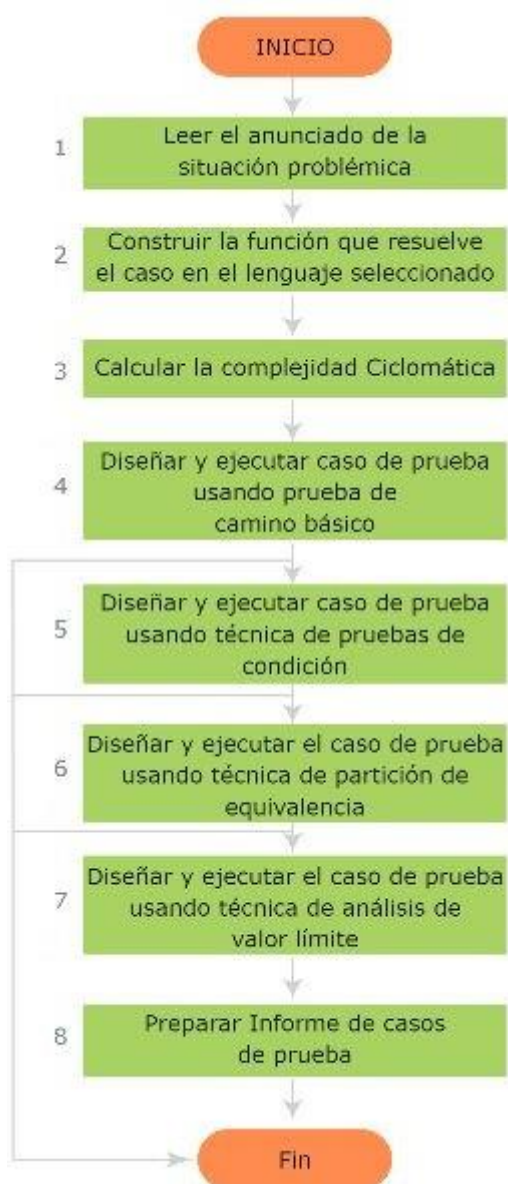 INICIO
1
Leer el anunciado de la
situación problémica
2
Construir la función que resuelve
el caso en el lenguaje seleccionado
3
Calcular la complejidad Ciclomática
4
Diseñar y ejecutar caso de prueba
usando prueba de
camino básico
5
Diseñar y ejecutar caso de prueba
usando técnica de pruebas de
condición
6
Diseñar y ejecutar el caso de prueba
usando técnica de partición de
equivalencia
7
Diseñar y ejecutar el caso de prueba
usando técnica de análisis de
valor límite
8
Preparar Informe de casos
de prueba
Fin